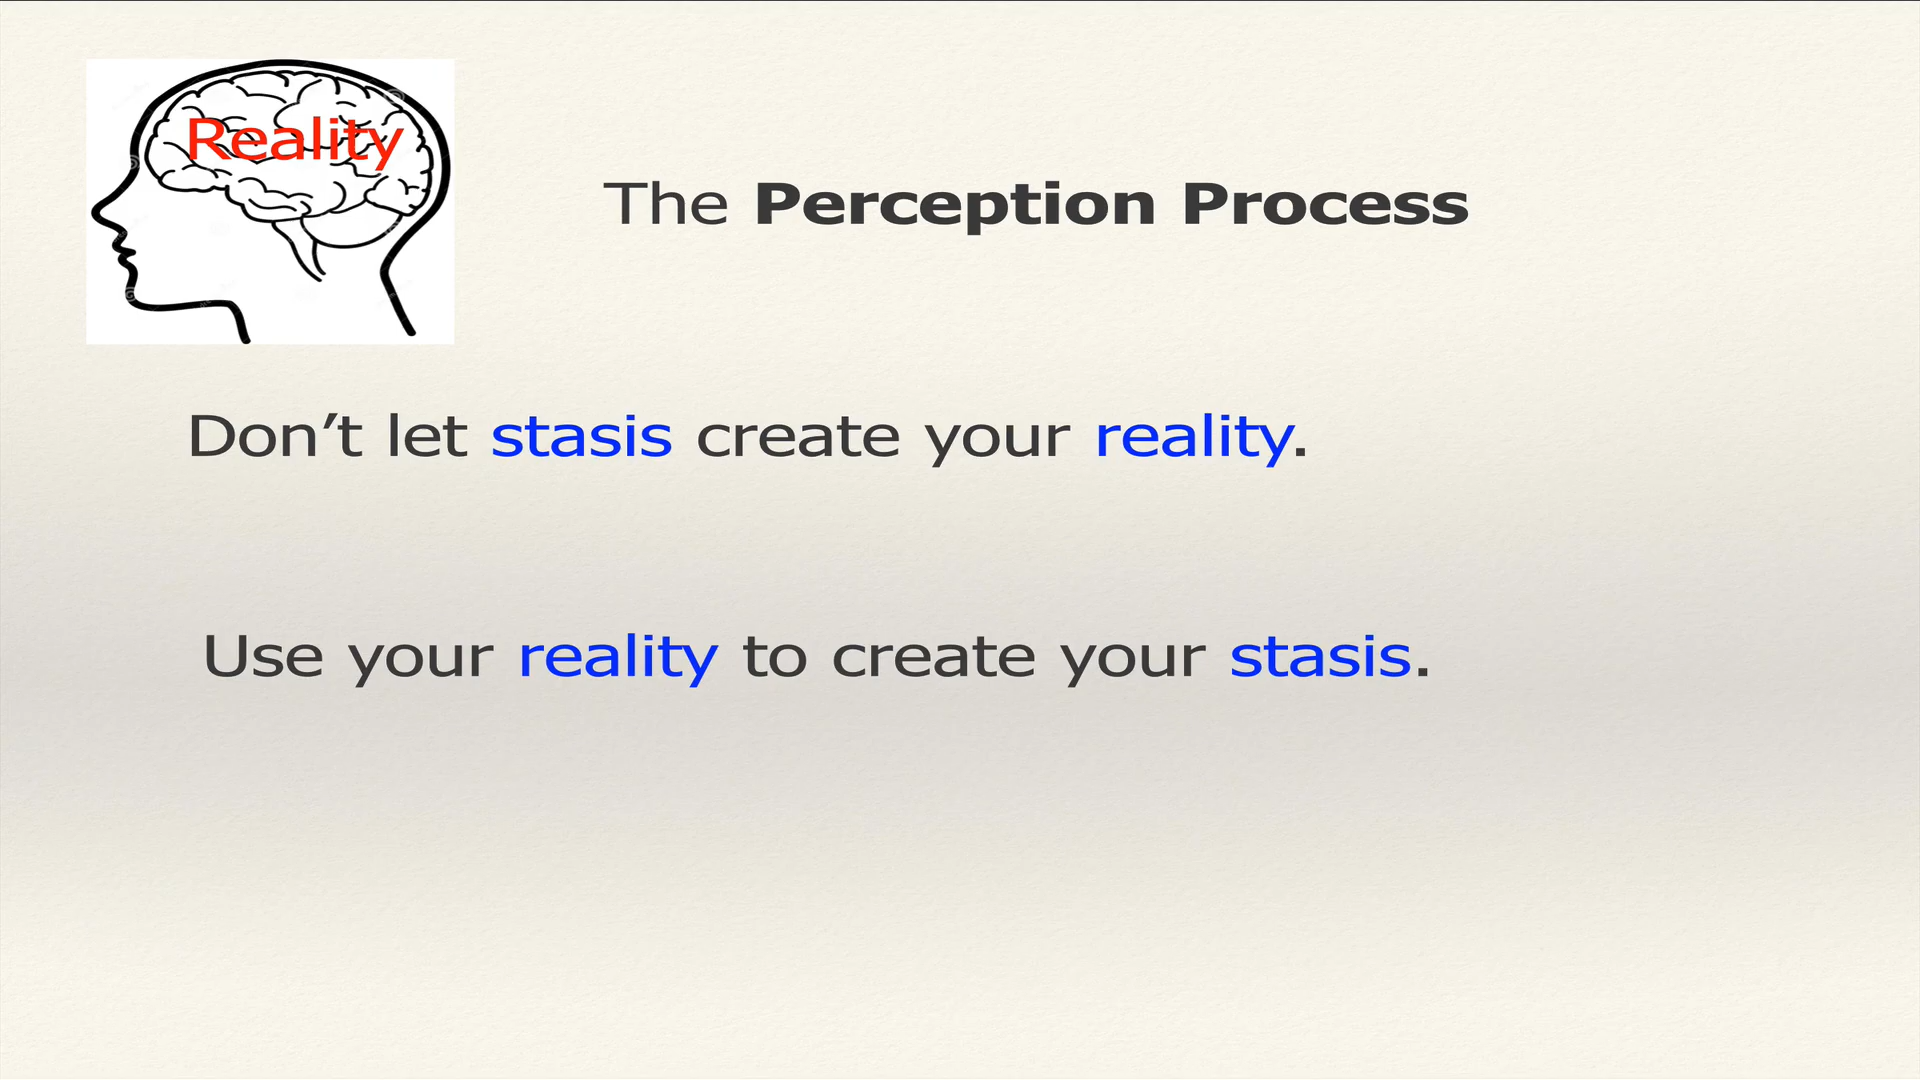 Reality
The Perception Process
Don’t let stasis create your reality.
Use your reality to create your stasis.